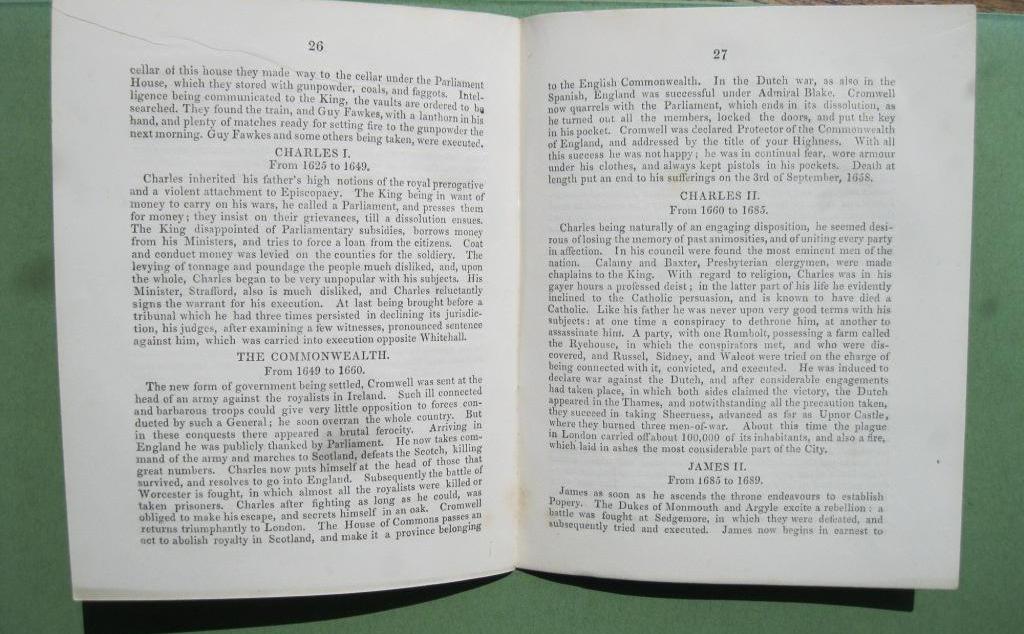 26
cellar of this house they made way to the cellar under the Parliament
House, which they stored with gunpowder, coals, and faggots. Intel-
ligence being communicated to the King, the vaults are ordered to be
searched. They found the train, and Guy Fawkes, with a lanthorn in his
hand, and plenty of matches ready for setting fire to the gunpowder the
next morning. Guy Fawkes and some others being taken, were executed.
CHARLES I.
From 1625 to 1649.
Charles inherited his father's high notions of the royal prerogative
and a violent attachment to Episcopacy. The King being in want of
money to carry on his wars, he called a Parliament, and presses them
for money; they insist on their grievances, till a dissolution ensues.
The King disappointed of Parliamentary subsidies, borrows money
from his Ministers, and tries to force a loan from the citizens. Coat
and conduct money was levied on the counties for the soldiery. The
levying of tonnage and poundage the people much disliked, and, upon
the whole, Charles began to be very unpopular with his subjects. His
Minister, Strafford, also is much disliked, and Charles reluctantly
signs the warrant for his execution. At last being brought before a
tribunal which he had three times persisted in declining its jurisdic-
tion, his judges, after examining a few witnesses, pronounced sentence
against him, which was carried into execution opposite Whitehall.
THE COMMONWEALTH.
From 1649 to 1660.
The new form of government being settled, Cromwell was sent at the
head of an army against the royalists in Ireland. Such ill connected
and barbarous troops could give very little opposition to forces con-
ducted by such a General; he soon overran the whole country. But
in these conquests there appeared a brutal ferocity. Arriving in
England he was publicly thanked by Parliament. He now takes com-
mand of the army and marches to Scotland, defeats the Scotch, killing
great numbers. Charles now puts himself at the head of those that
survived, and resolves to go into England. Subsequently the battle of
Worcester is fought, in which almost all the royalists were killed or
taken prisoners. Charles after fighting as long as he could, was
obliged to make his escape, and secrets himself in an oak. Cromwell
returns triumphantly to London. The House of Commons passes an
act to abolish royalty in Scotland, and make it a province belonging
27
to the English Commonwealth. In the Dutch war, as also in the
Spanish, England was successful under Admiral Blake. Cromwell
now quarrels with the Parliament, which ends in its dissolution, as
he turned out all the members, locked the doors, and put the key
in his pocket. Cromwell was declared Protector of the Commonwealth
of England, and addressed by the title of your Highness. With all
this success he was not happy; he was in continual fear, wore armour
under his clothes, and always kept pistols in his pockets. Death at
length put an end to his sufferings on the 3rd of September, 1658.
CHARLES II.
From 1660 to 1685.
Charles being naturally of an engaging disposition, he seemed desi-
rous of losing the memory of past animosities, and of uniting every party
in affection. In his council were found the most eminent men of the
nation. Calamy and Baxter, Presbyterian clergymen, were made
chaplains to the King. With regard to religion, Charles was in his
gayer hours a professed deist; in the latter part of his life he evidently
inclined to the Catholic persuasion, and is known to have died a
Catholic. Like his father he was never upon very good terms with his
subjects: at one time a conspiracy to dethrone him, at another to
assassinate him. A party, with one Rumbolt, possessing a farm called
the Ryehouse, in which the conspirators met, and who were dis-
covered, and Russel, Sidney, and Walcot were tried on the charge of
being connected with it, convicted, and executed. He was induced to
declare war against the Dutch, and after considerable engagements
had taken place, in which both sides claimed the victory, the Dutch
appeared in the Thames, and notwithstanding all the precaution taken,
they succeed in taking Sheerness, advanced as far as Upnor Castle,
where they burned three men-of-war. About this time the plague
in London carried off about 100,000 of its inhabitants, and also a fire,
which laid in ashes the most considerable part of the City.
JAMES II.
From 1685 to 1689.
James as soon as he ascends the throne endeavours to establish
Popery. The Dukes of Monmouth and Argyle excite a rebellion: a
battle was fought at Sedgemore, in which they were defeated, and
subsequently tried and executed. James now begins in earnest to